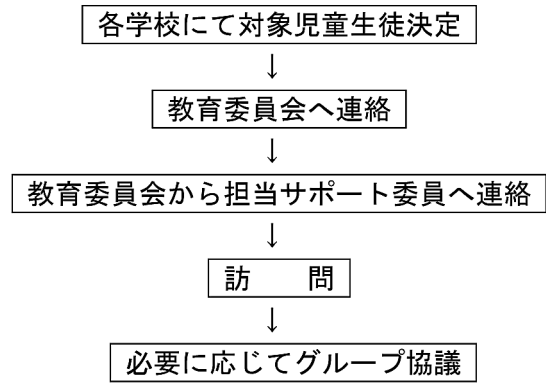 各学校にて対象児童生徒決定
↓
教育委員会へ連絡
↓
教育委員会から担当サポート委員へ連絡
↓
訪　　問
↓
必要に応じてグループ協議